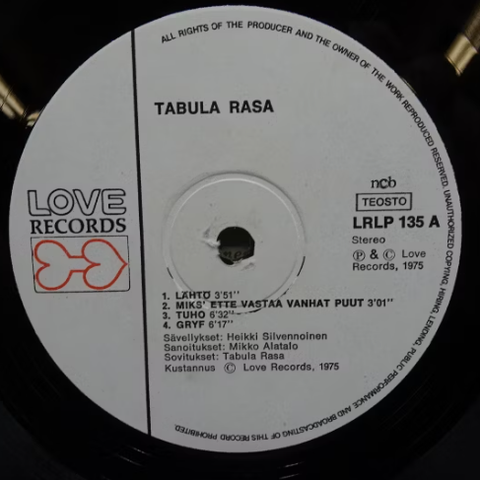 ALL RIGHTS OF THE PRODUCER AND THE OWNER OF THE WORK REPRODUCED RESERVED. UNAUTHORIZED COPYING, HIRING, LENDING, PUBLIC PERFORMANCE AND BROADCASTING OF THIS RECORD PROHIBITED.
TABULA RASA
LOVE
RECORDS
ncb
TEOSTO
LRLP 135 A
Stereo
Ⓟ & © Love
Records, 1975
1. LÄHTÖ 3'51"
2. MIKS' ETTE VASTAA VANHAT PUUT 3'01"
3. TUHO 6'32"
4. GRYF 6'17"
Sävellykset: Heikki Silvennoinen
Sanoitukset: Mikko Alatalo
Sovitukset: Tabula Rasa
Kustannus © Love Records, 1975